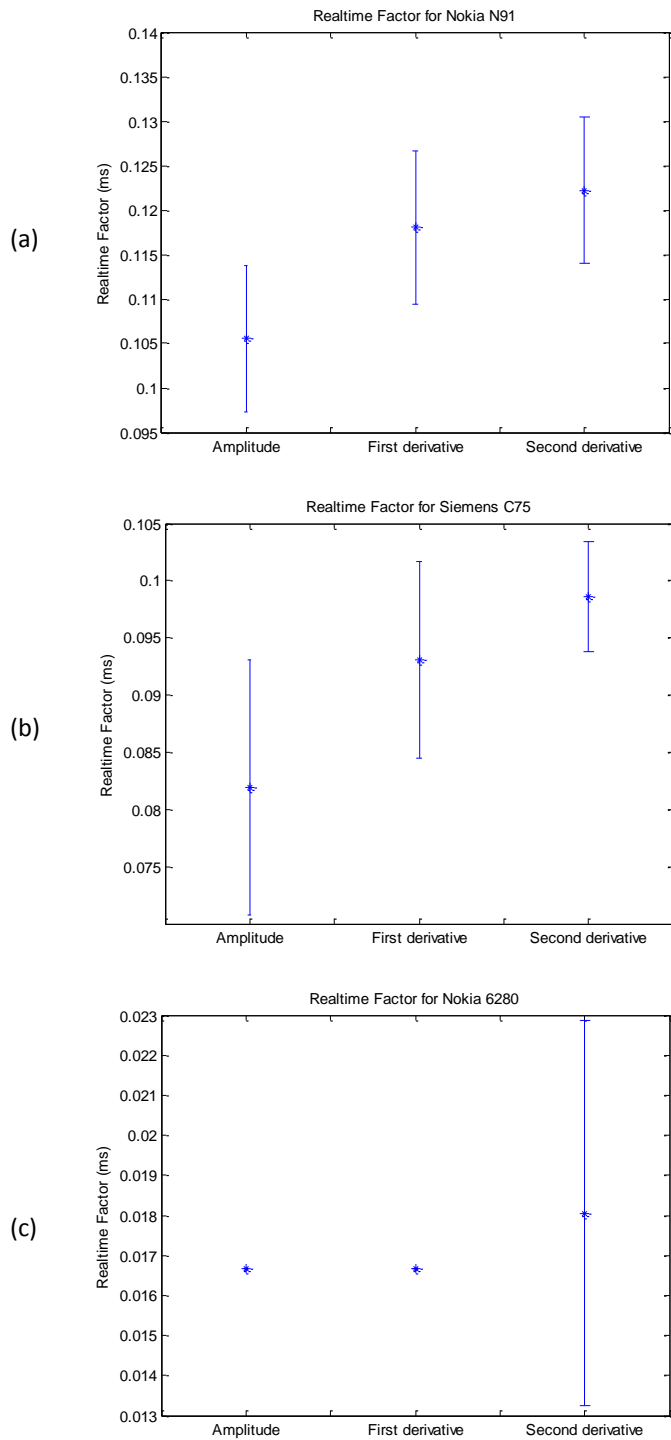 (a)
Realtime Factor for Nokia N91
Realtime Factor (ms)
0.14
0.135
0.13
0.125
0.12
0.115
0.11
0.105
0.1
0.095
Amplitude First derivative Second derivative
(b)
Realtime Factor for Siemens C75
Realtime Factor (ms)
0.105
0.1
0.095
0.09
0.085
0.08
0.075
Amplitude First derivative Second derivative
(c)
Realtime Factor for Nokia 6280
Realtime Factor (ms)
0.023
0.022
0.021
0.02
0.019
0.018
0.017
0.016
0.015
0.014
0.013
Amplitude First derivative Second derivative